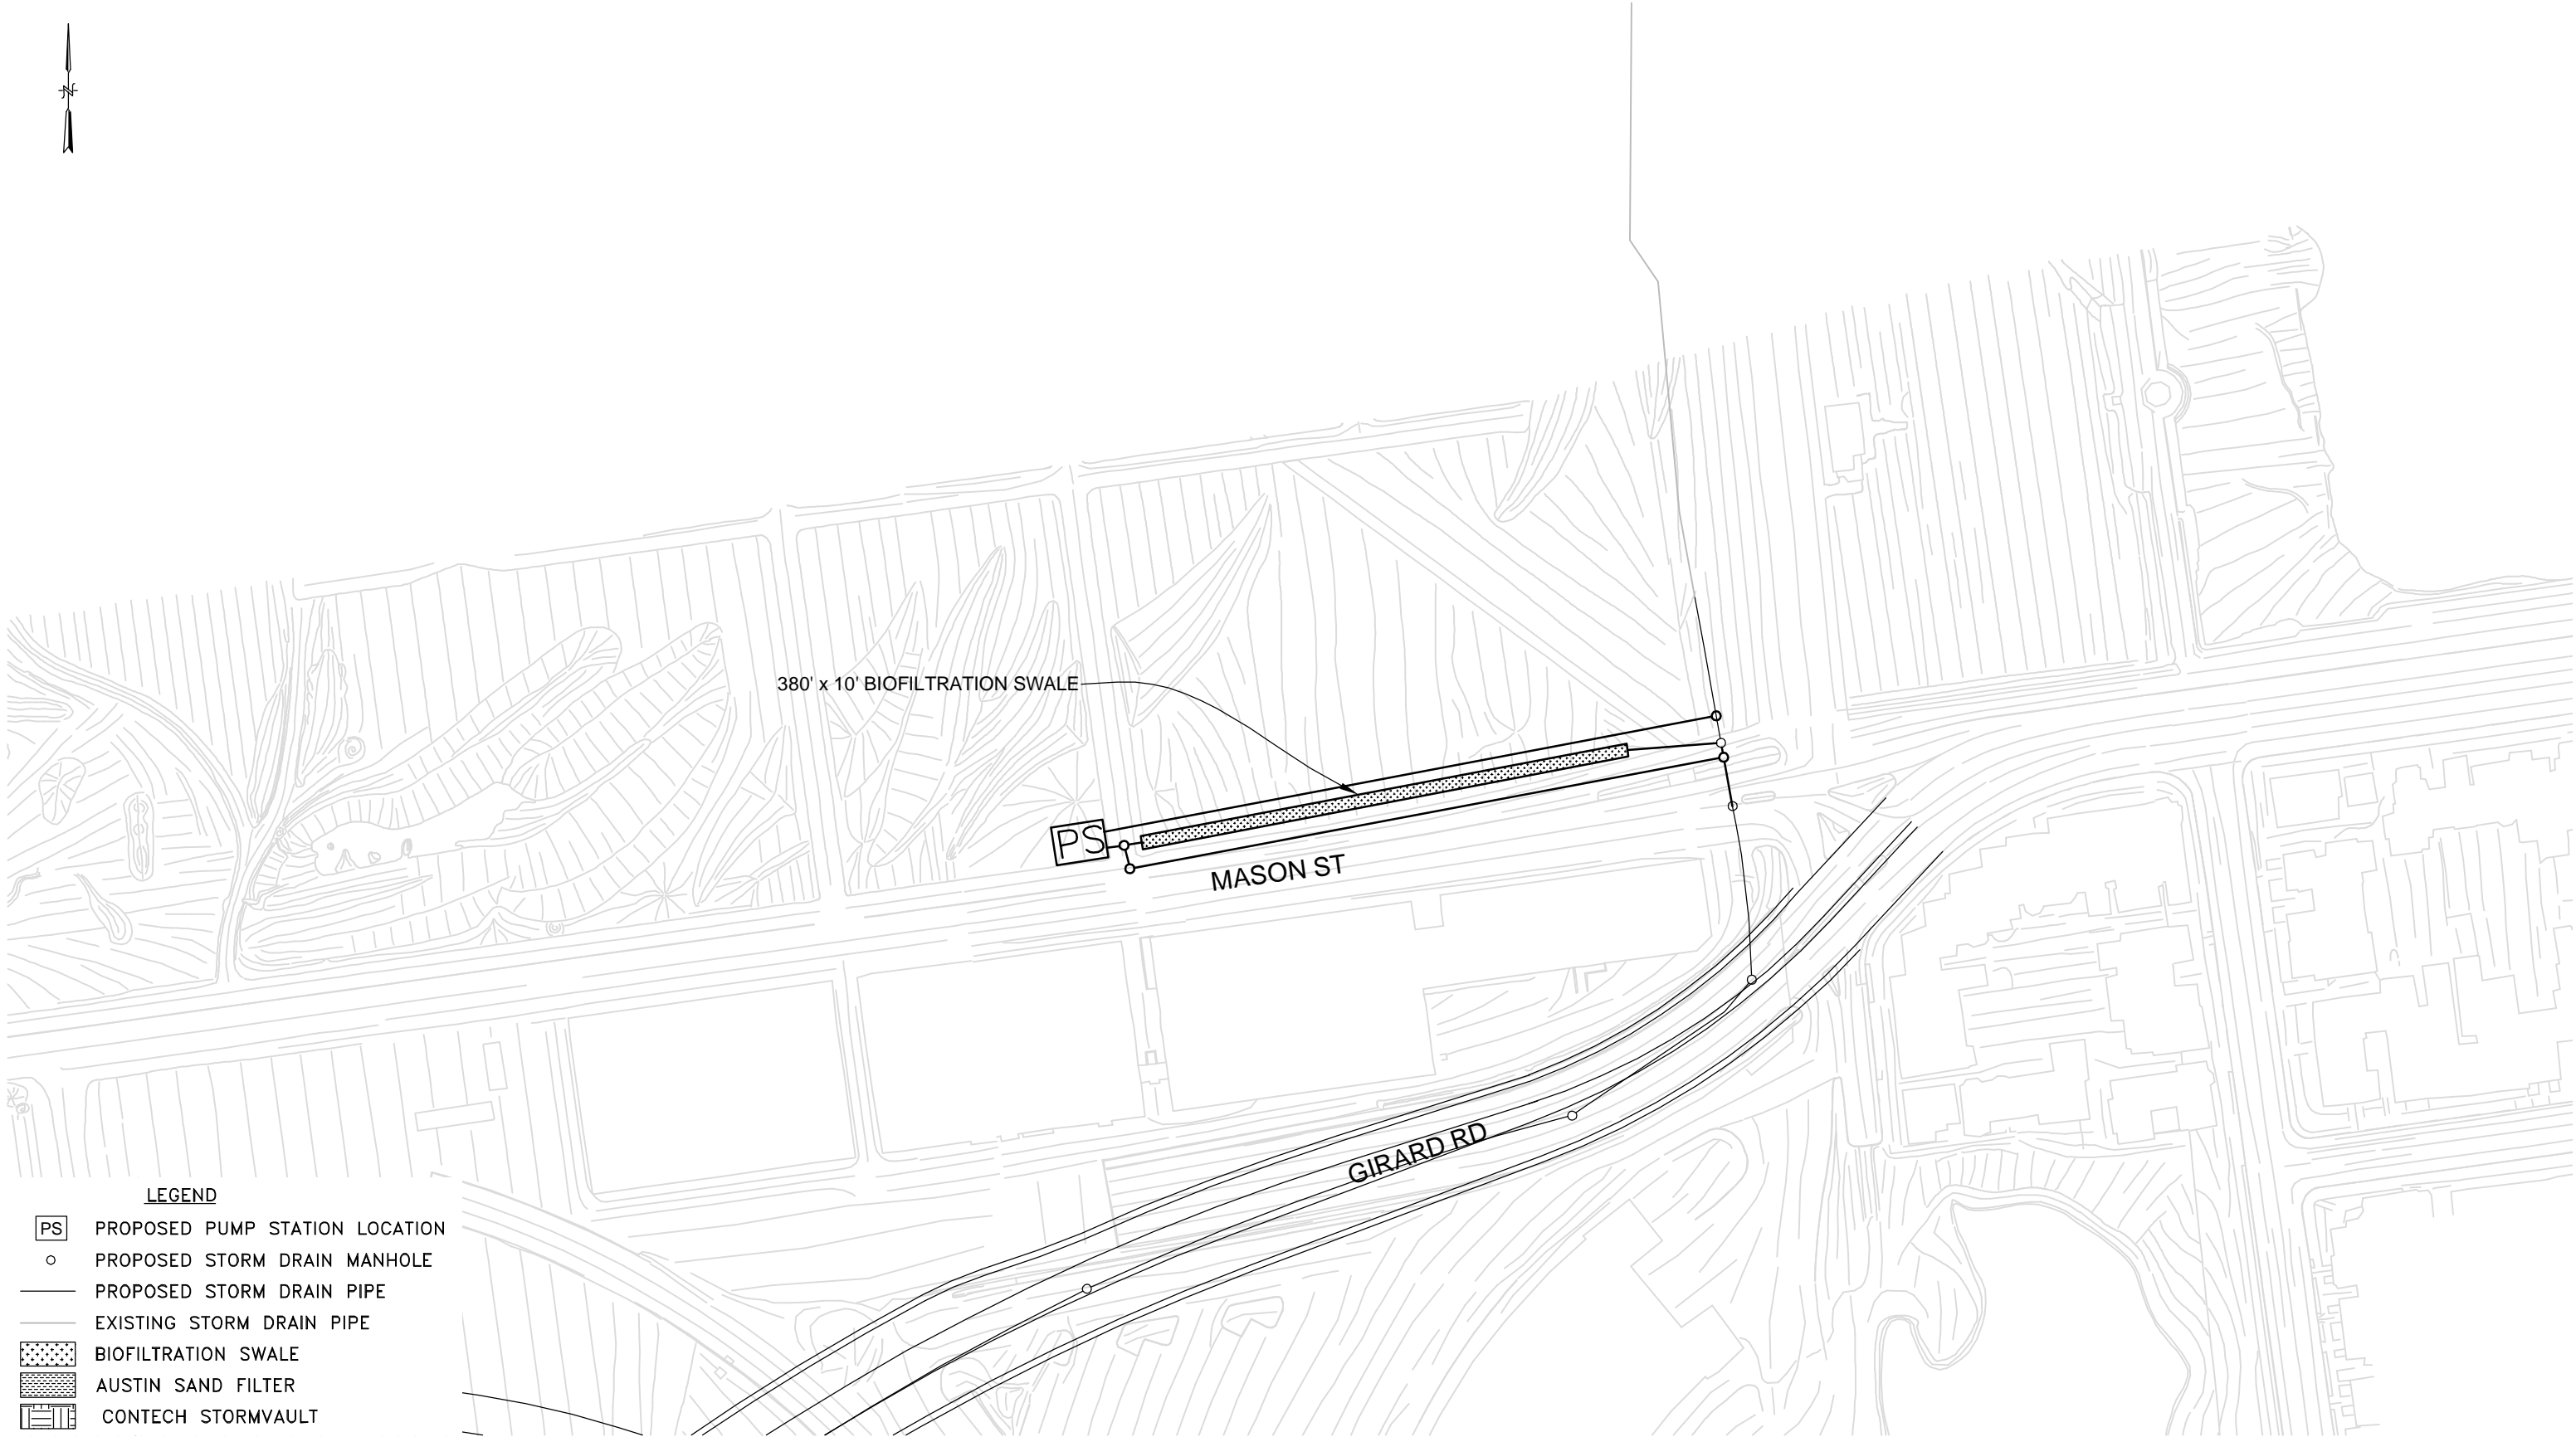 N
380' x 10' BIOFILTRATION SWALE
PS
MASON ST
GIRARD RD
LEGEND
PS PROPOSED PUMP STATION LOCATION
PROPOSED STORM DRAIN MANHOLE
PROPOSED STORM DRAIN PIPE
EXISTING STORM DRAIN PIPE
BIOFILTRATION SWALE
AUSTIN SAND FILTER
CONTECH STORMVAULT